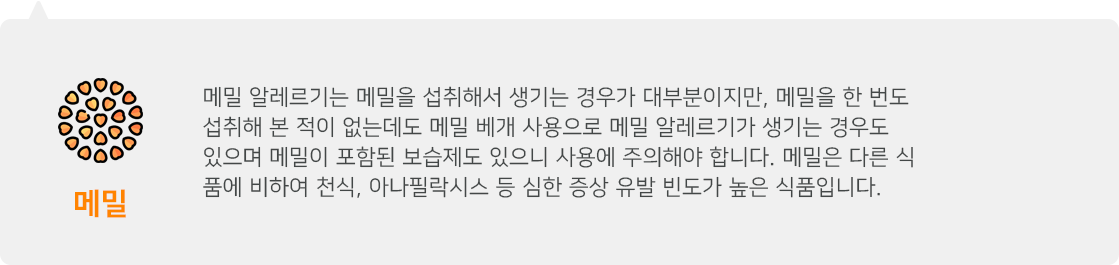 메밀 알레르기는 메밀을 섭취해서 생기는 경우가 대부분이지만, 메밀을 한 번도
섭취해 본 적이 없는데도 메밀 베개 사용으로 메밀 알레르기가 생기는 경우도
있으며 메밀이 포함된 보습제도 있으니 사용에 주의해야 합니다. 메밀은 다른 식
품에 비하여 천식, 아나필락시스 등 심한 증상 유발 빈도가 높은 식품입니다.
메밀